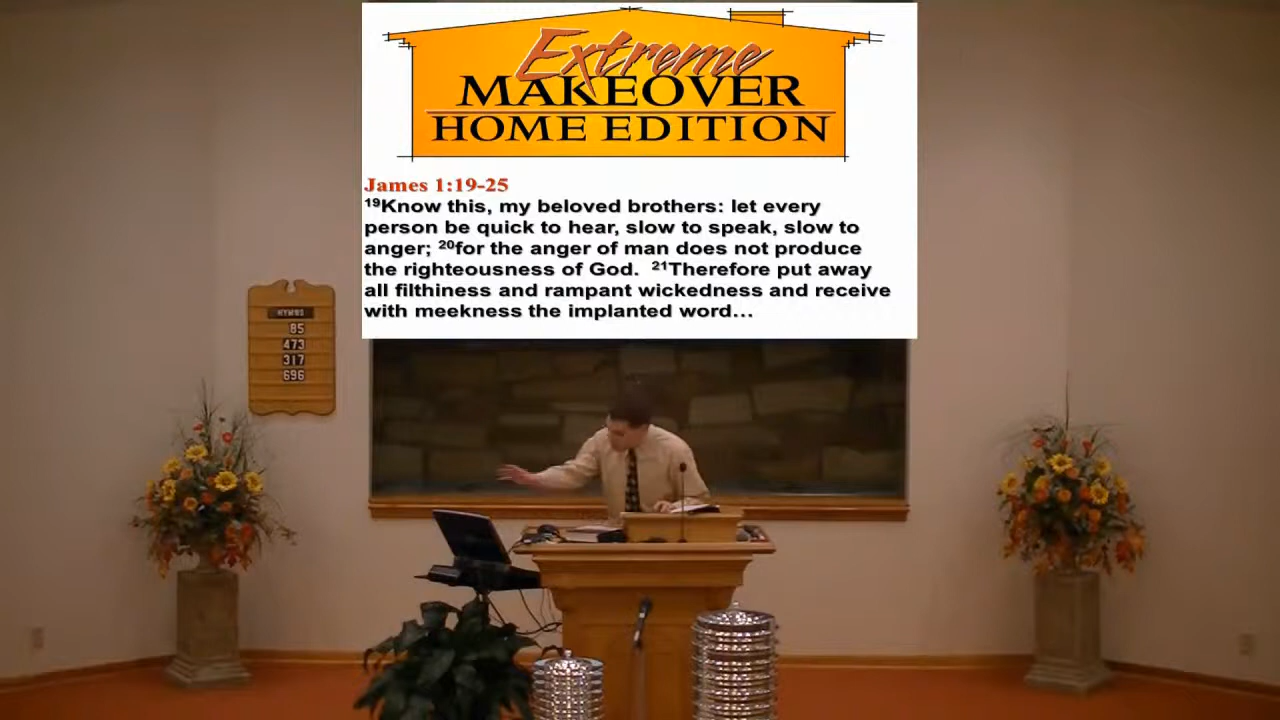 Extreme
MAKEOVER
HOME EDITION
James 1:19-25
¹⁹Know this, my beloved brothers: let every
person be quick to hear, slow to speak, slow to
anger; ²⁰for the anger of man does not produce
the righteousness of God. ²¹Therefore put away
all filthiness and rampant wickedness and receive
with meekness the implanted word…
HYMNS
85
473
317
696